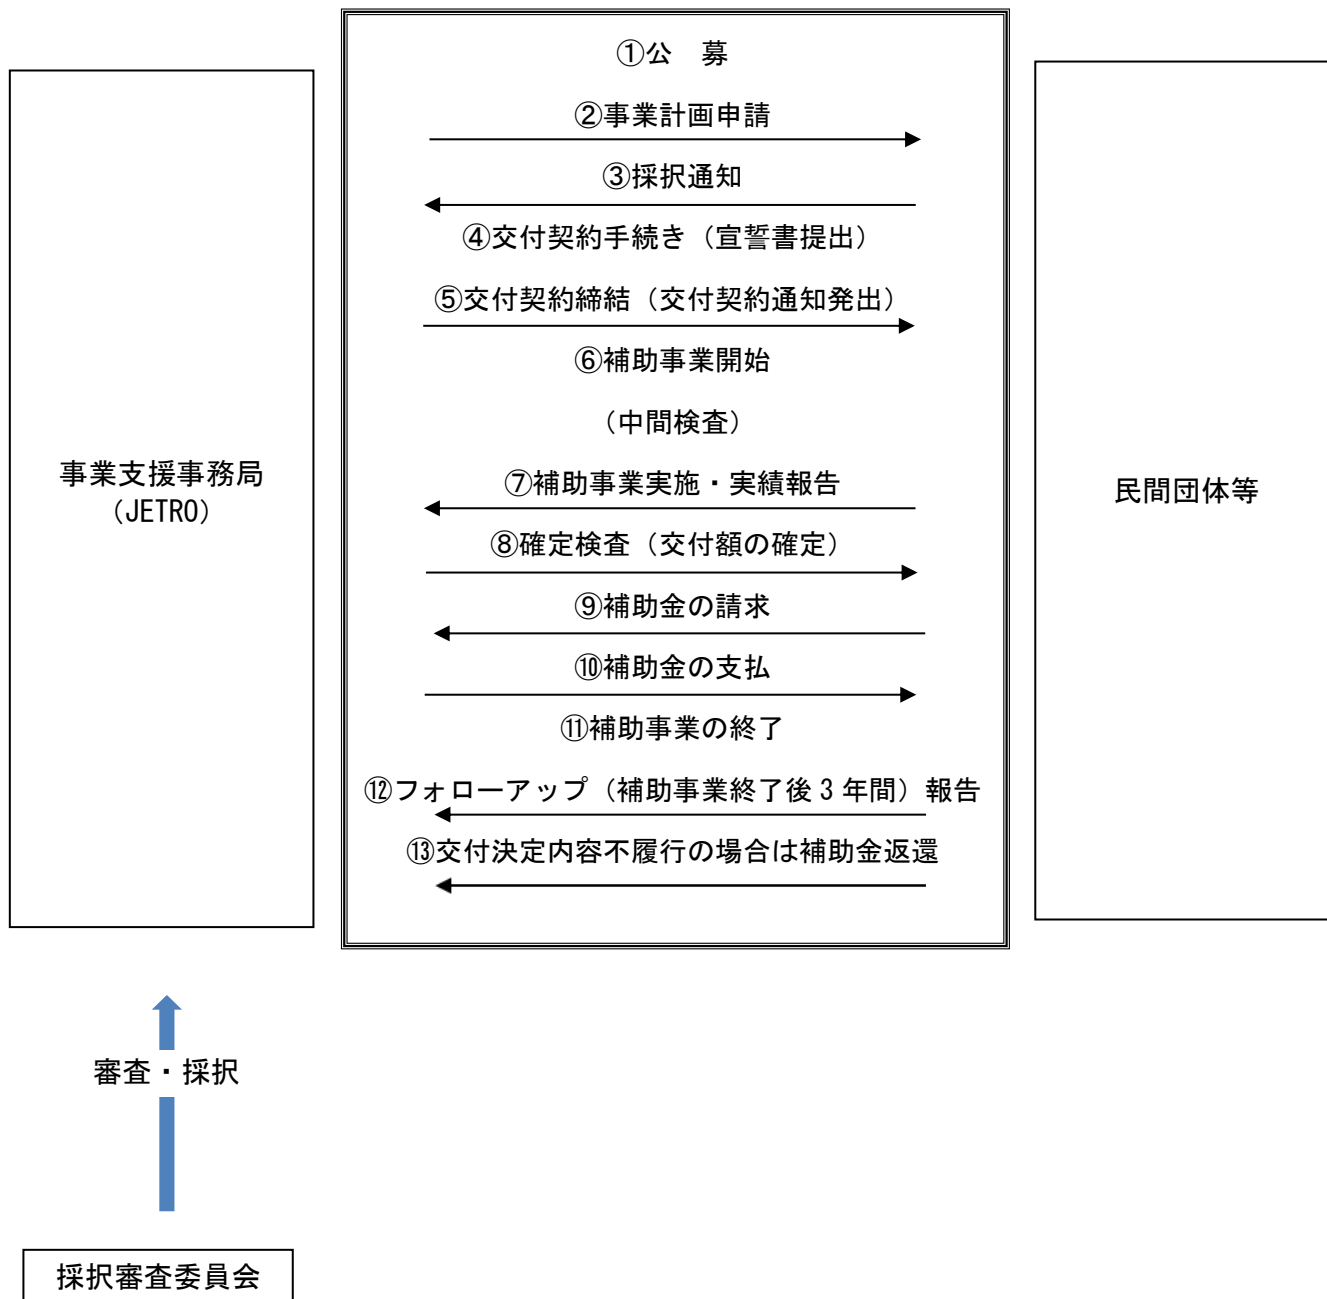 ①公　募
②事業計画申請
③採択通知
④交付契約手続き（宣誓書提出）
⑤交付契約締結（交付契約通知発出）
⑥補助事業開始
（中間検査）
⑦補助事業実施・実績報告
⑧確定検査（交付額の確定）
⑨補助金の請求
⑩補助金の支払
⑪補助事業の終了
⑫フォローアップ（補助事業終了後３年間）報告
⑬交付決定内容不履行の場合は補助金返還
事業支援事務局
（JETRO）
民間団体等
審査・採択
採択審査委員会